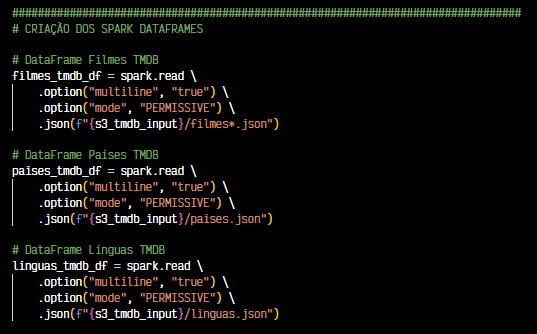 ################################################################################
# CRIAÇÃO DOS SPARK DATAFRAMES
# DataFrame Filmes TMDB
filmes_tmdb_df = spark.read \
.option("multiline", "true") \
.option("mode", "PERMISSIVE") \
.json(f"{s3_tmdb_input}/filmes*.json")
# DataFrame Países TMDB
paises_tmdb_df = spark.read \
.option("multiline", "true") \
.option("mode", "PERMISSIVE") \
.json(f"{s3_tmdb_input}/paises.json")
# DataFrame Línguas TMDB
linguas_tmdb_df = spark.read \
.option("multiline", "true") \
.option("mode", "PERMISSIVE") \
.json(f"{s3_tmdb_input}/linguas.json")